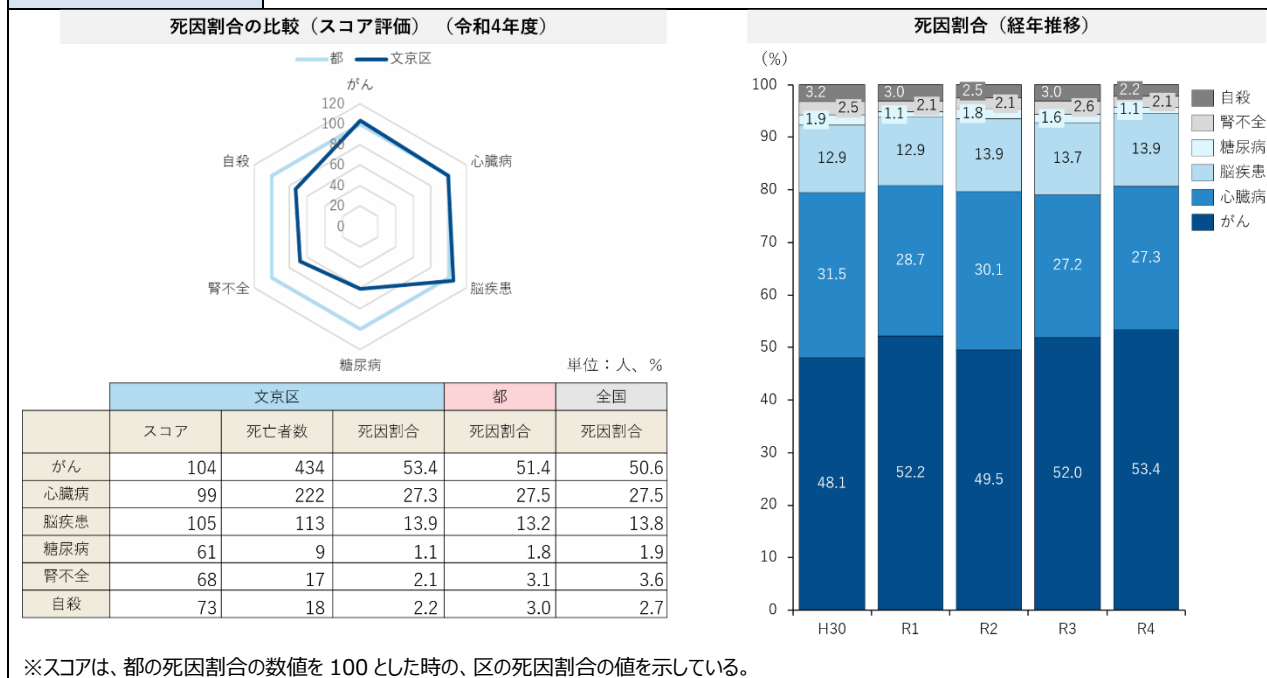 死因割合の比較（スコア評価）（令和4年度）
都 文京区
がん
120
100
80
60
40
20
0
心臓病
脳疾患
糖尿病
腎不全
自殺
単位：人、％
文京区 都 全国
スコア 死亡者数 死因割合 死因割合 死因割合
がん 104 434 53.4 51.4 50.6
心臓病 99 222 27.3 27.5 27.5
脳疾患 105 113 13.9 13.2 13.8
糖尿病 61 9 1.1 1.8 1.9
腎不全 68 17 2.1 3.1 3.6
自殺 73 18 2.2 3.0 2.7
死因割合（経年推移）
（%）
100
90
80
70
60
50
40
30
20
10
0
3.2 3.0 2.5 3.0 2.2
2.5 2.1 2.1 2.6 2.1
1.9 1.1 1.8 1.6 1.1
12.9 12.9 13.9 13.7 13.9
31.5 28.7 30.1 27.2 27.3
48.1 52.2 49.5 52.0 53.4
H30 R1 R2 R3 R4
自殺
腎不全
糖尿病
脳疾患
心臓病
がん
※スコアは、都の死因割合の数値を 100 とした時の、区の死因割合の値を示している。